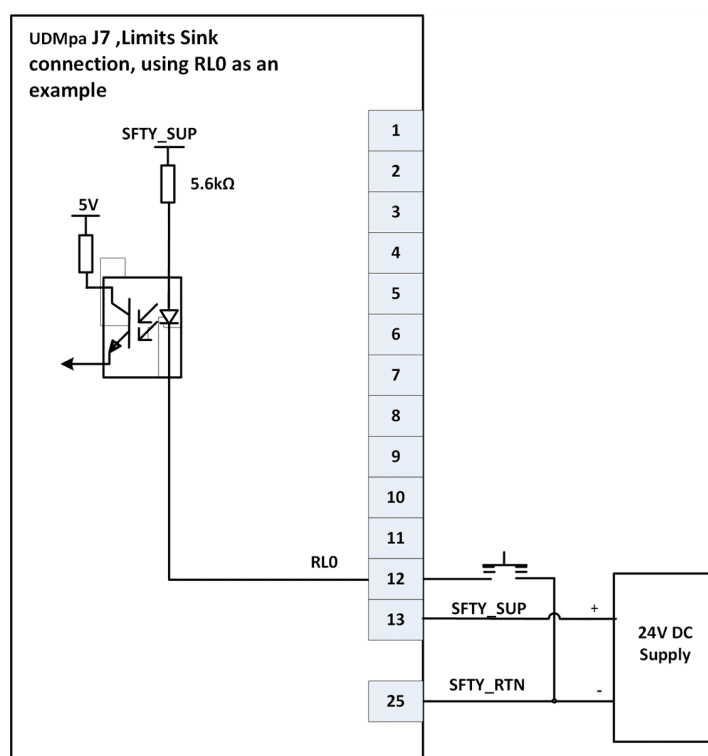 UDMpa J7 ,Limits Sink
connection, using RL0 as an
example
SFTY_SUP
5.6kΩ
5V
1
2
3
4
5
6
7
8
9
10
11
RL0
12
13
SFTY_SUP
+
24V DC
Supply
25
SFTY_RTN
-